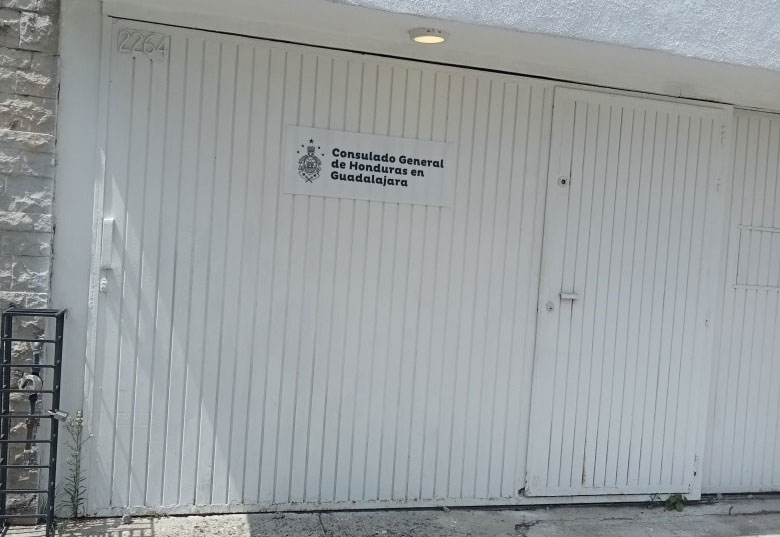 2264
Consulado General
de Honduras en
Guadalajara